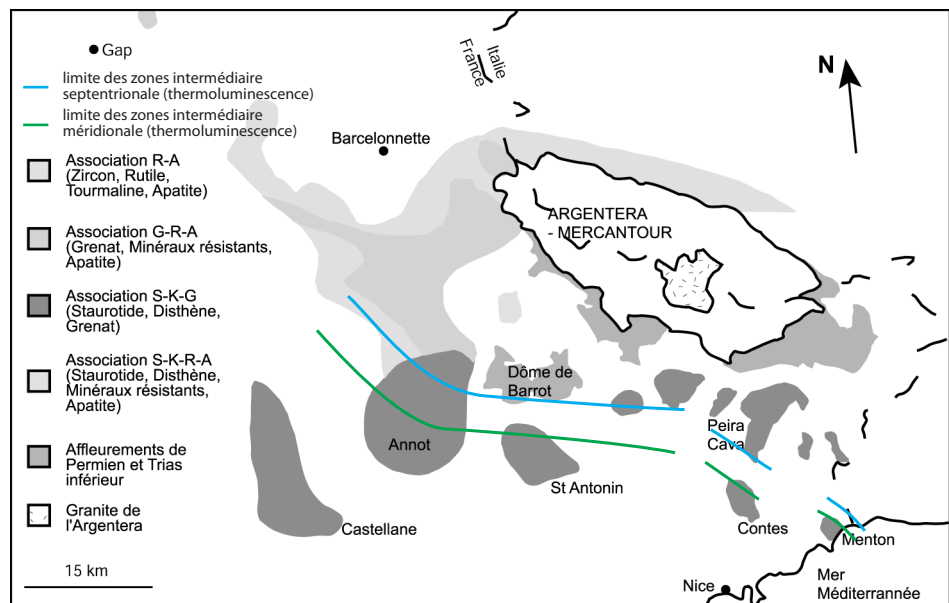 Gap
limite des zones intermédiaire
septentrionale (thermoluminescence)
limite des zones intermédiaire
méridionale (thermoluminescence)
Association R-A
(Zircon, Rutile,
Tourmaline, Apatite)
Association G-R-A
(Grenat, Minéraux résistants,
Apatite)
Association S-K-G
(Staurotide, Disthène,
Grenat)
Association S-K-R-A
(Staurotide, Disthène,
Minéraux résistants,
Apatite)
Affleurements de
Permien et Trias
inférieur
Granite de
l'Argentera
15 km
Italie
France
N
Barcelonnette
ARGENTERA
- MERCANTOUR
Dôme de
Barrot
Annot
St Antonin
Castellane
Peira
Cava
Contes
Menton
Nice
Mer
Méditerrannée